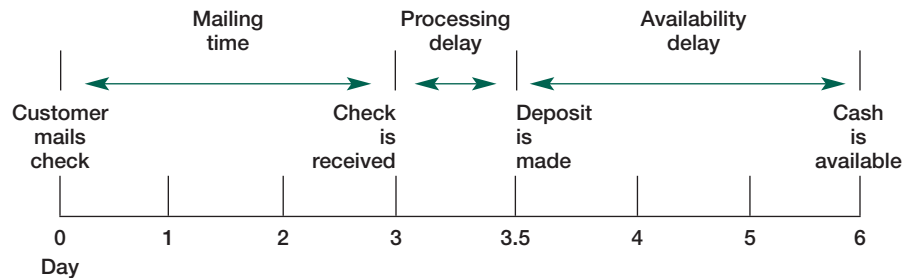 Mailing
time
Processing
delay
Availability
delay
Customer
mails
check
Check
is
received
Deposit
is
made
Cash
is
available
0 1 2 3 3.5 4 5 6
Day